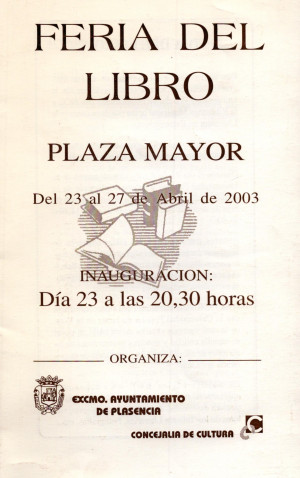 FERIA DEL
LIBRO
PLAZA MAYOR
Del 23 al 27 de Abril de 2003
INAUGURACION:
Día 23 a las 20,30 horas
ORGANIZA:
EXCMO. AYUNTAMIENTO
DE PLASENCIA
CONCEJALIA DE CULTURA